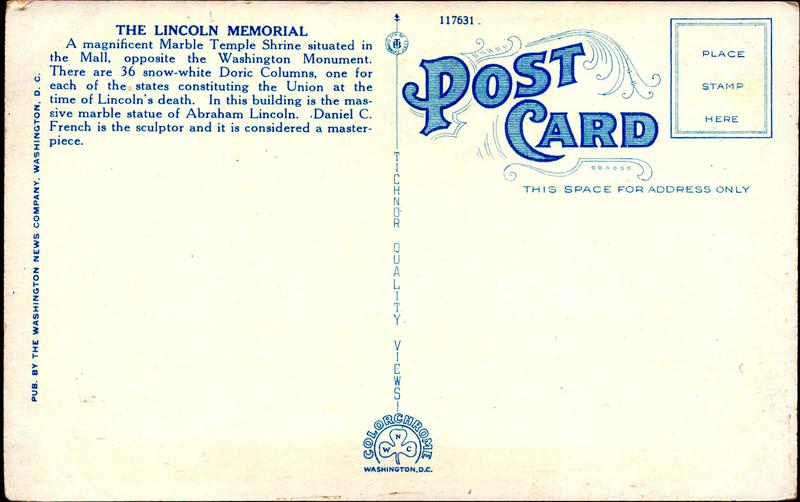 THE LINCOLN MEMORIAL
A magnificent Marble Temple Shrine situated in
the Mall, opposite the Washington Monument.
There are 36 snow-white Doric Columns, one for
each of the states constituting the Union at the
time of Lincoln's death. In this building is the mas-
sive marble statue of Abraham Lincoln. Daniel C.
French is the sculptor and it is considered a master-
piece.
PUB. BY THE WASHINGTON NEWS COMPANY, WASHINGTON, D. C.
TICHNOR QUALITY VIEWS
COLORCHROME
N
W C
WASHINGTON, D.C.
117631
POST
CARD
PLACE
STAMP
HERE
THIS SPACE FOR ADDRESS ONLY